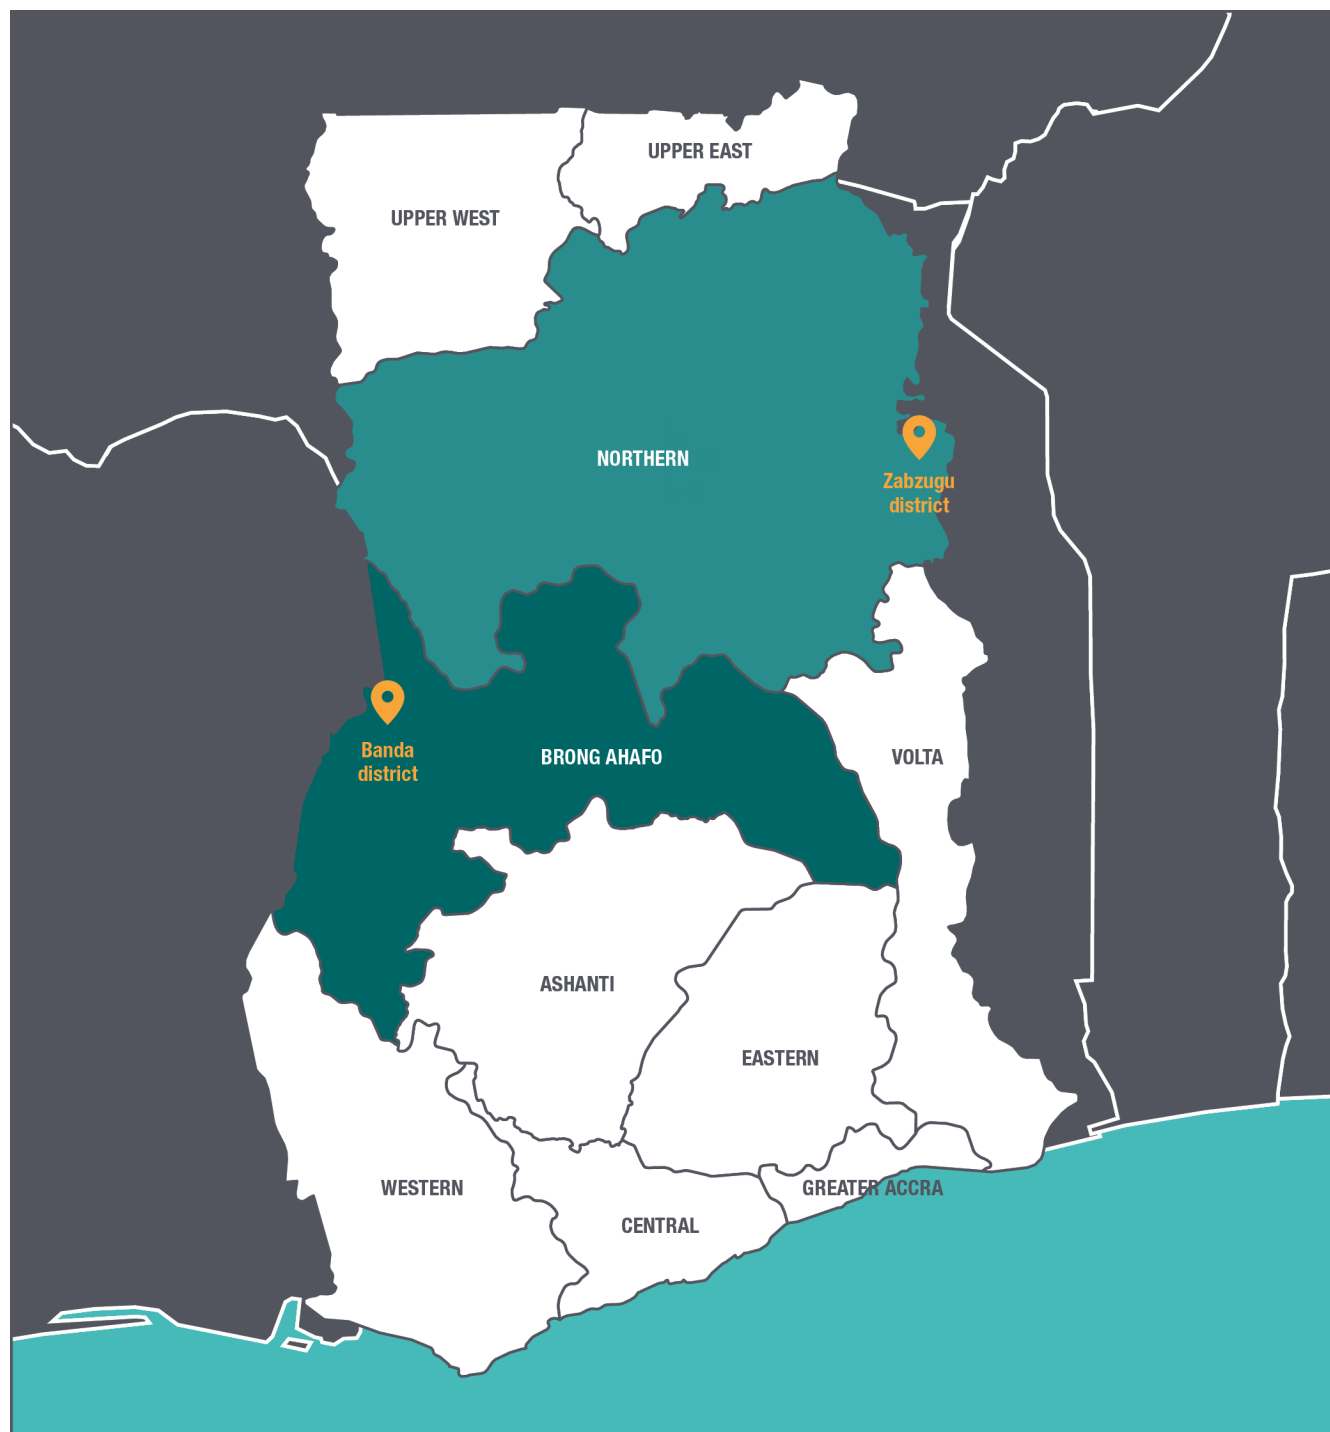 UPPER EAST
UPPER WEST
NORTHERN
Zabzugu
district
Banda
district
BRONG AHAFO
VOLTA
ASHANTI
EASTERN
WESTERN
GREATER ACCRA
CENTRAL